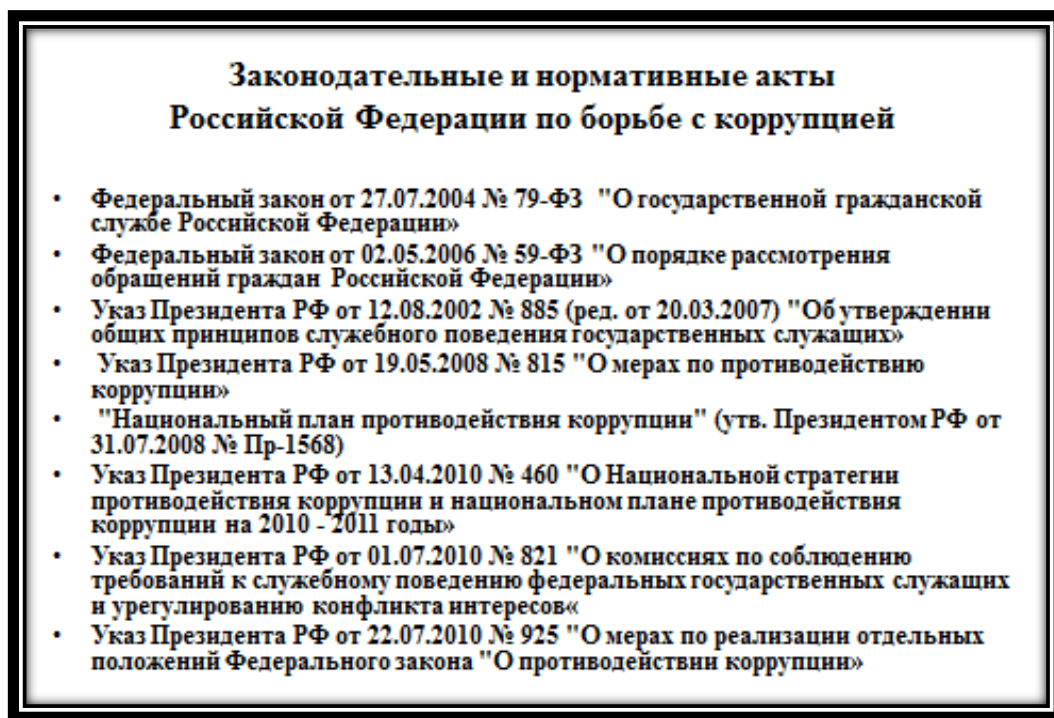 Законодательные и нормативные акты
Российской Федерации по борьбе с коррупцией
• Федеральный закон от 27.07.2004 № 79-ФЗ "О государственной гражданской
службе Российской Федерации»
• Федеральный закон от 02.05.2006 № 59-ФЗ "О порядке рассмотрения
обращений граждан Российской Федерации»
• Указ Президента РФ от 12.08.2002 № 885 (ред. от 20.03.2007) "Об утверждении
общих принципов служебного поведения государственных служащих»
• Указ Президента РФ от 19.05.2008 № 815 "О мерах по противодействию
коррупции»
• "Национальный план противодействия коррупции" (утв. Президентом РФ от
31.07.2008 № Пр-1568)
• Указ Президента РФ от 13.04.2010 № 460 "О Национальной стратегии
противодействия коррупции и национальном плане противодействия
коррупции на 2010 - 2011 годы»
• Указ Президента РФ от 01.07.2010 № 821 "О комиссиях по соблюдению
требований к служебному поведению федеральных государственных служащих
и урегулированию конфликта интересов«
• Указ Президента РФ от 22.07.2010 № 925 "О мерах по реализации отдельных
положений Федерального закона "О противодействии коррупции»